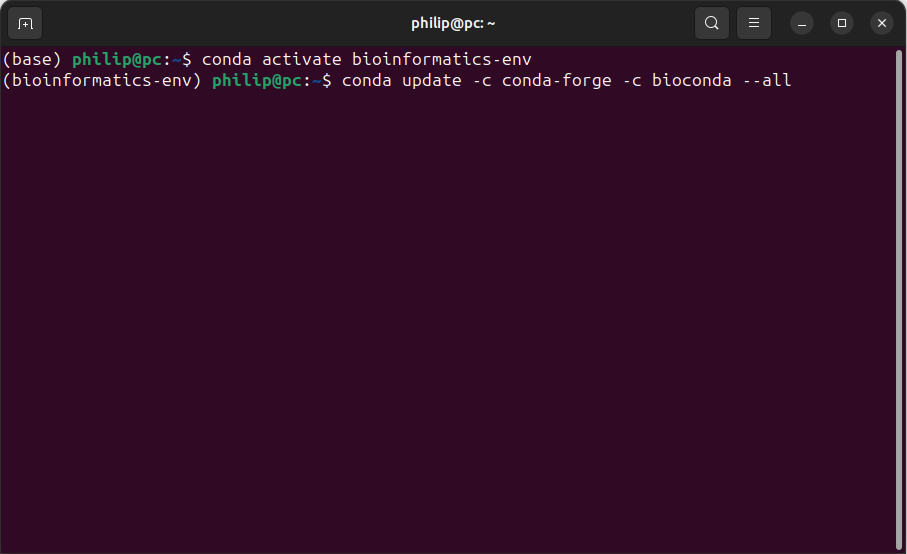 philip@pc: ~
(base) philip@pc:~$ conda activate bioinformatics-env
(bioinformatics-env) philip@pc:~$ conda update -c conda-forge -c bioconda --all